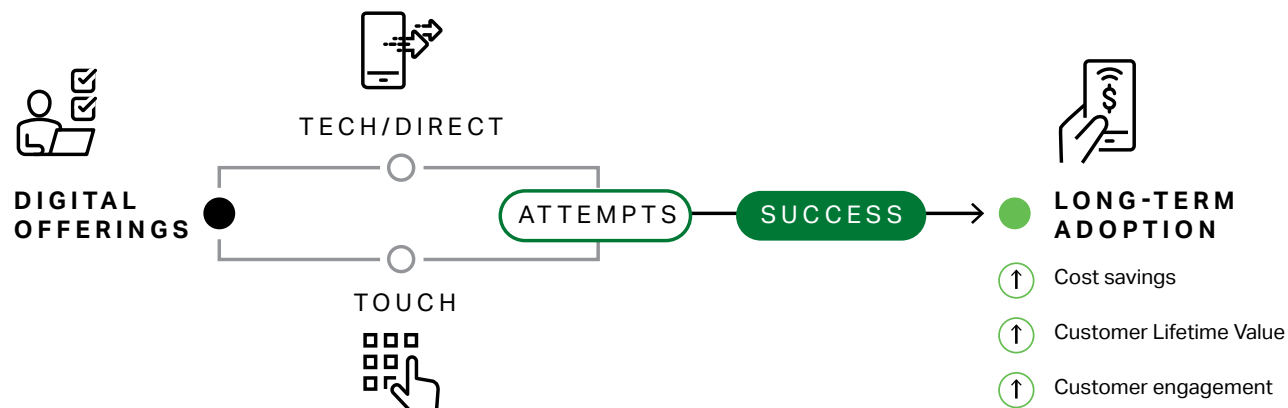 TECH/DIRECT
DIGITAL
OFFERINGS
ATTEMPTS
SUCCESS
TOUCH
$
LONG-TERM
ADOPTION
Cost savings
Customer Lifetime Value
Customer engagement